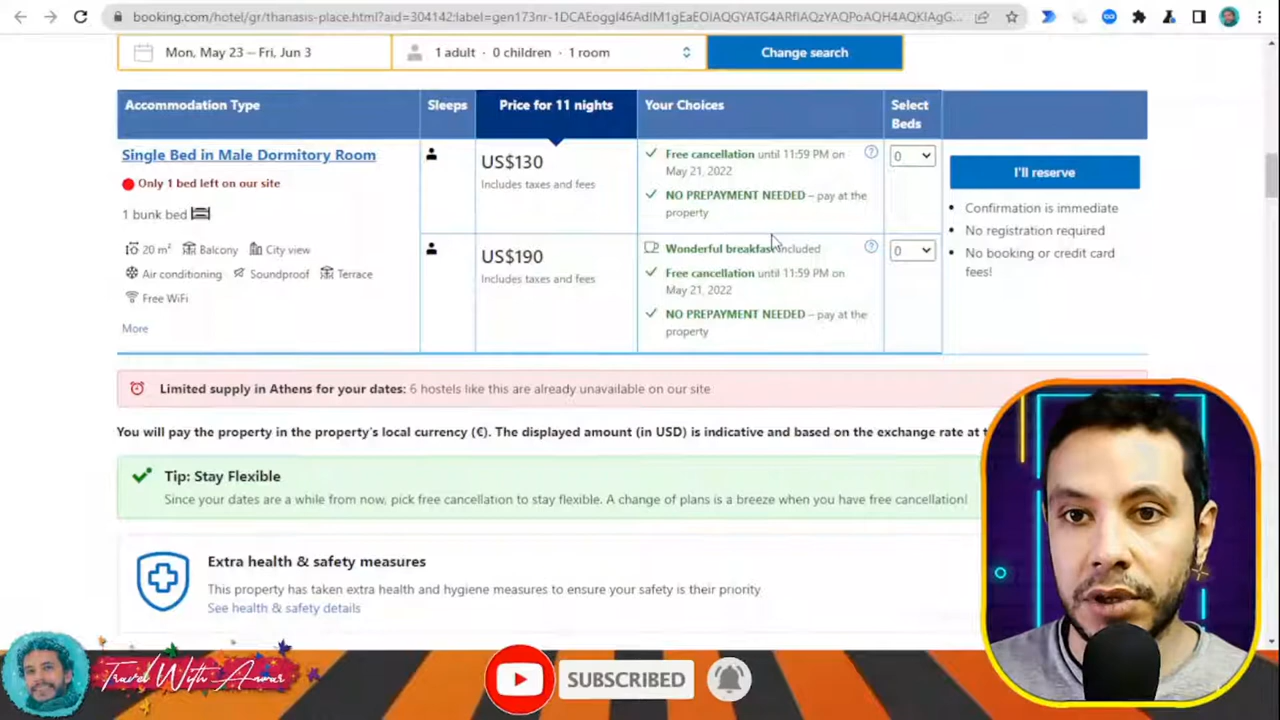 booking.com/hotel/gr/thanasis-place.html?aid=304142;label=gen173nr-1DCAEoggI46AdIM1gEaEOIAQGYATG4ARfIAQzYAQPoAQH4AQKIAgG...
Mon, May 23 — Fri, Jun 3
1 adult · 0 children · 1 room
Change search
Accommodation Type
Sleeps
Price for 11 nights
Your Choices
Select
Beds
Single Bed in Male Dormitory Room
Only 1 bed left on our site
1 bunk bed
20 m²
Balcony
City view
Air conditioning
Soundproof
Terrace
Free WiFi
More
US$130
Includes taxes and fees
Free cancellation until 11:59 PM on
May 21, 2022
NO PREPAYMENT NEEDED – pay at the
property
0
US$190
Includes taxes and fees
Wonderful breakfast included
Free cancellation until 11:59 PM on
May 21, 2022
NO PREPAYMENT NEEDED – pay at the
property
0
I'll reserve
Confirmation is immediate
No registration required
No booking or credit card
fees!
Limited supply in Athens for your dates: 6 hostels like this are already unavailable on our site
You will pay the property in the property's local currency (€). The displayed amount (in USD) is indicative and based on the exchange rate at
Tip: Stay Flexible
Since your dates are a while from now, pick free cancellation to stay flexible. A change of plans is a breeze when you have free cancellation!
Extra health & safety measures
This property has taken extra health and hygiene measures to ensure your safety is their priority
See health & safety details
Travel With Anwar
SUBSCRIBED